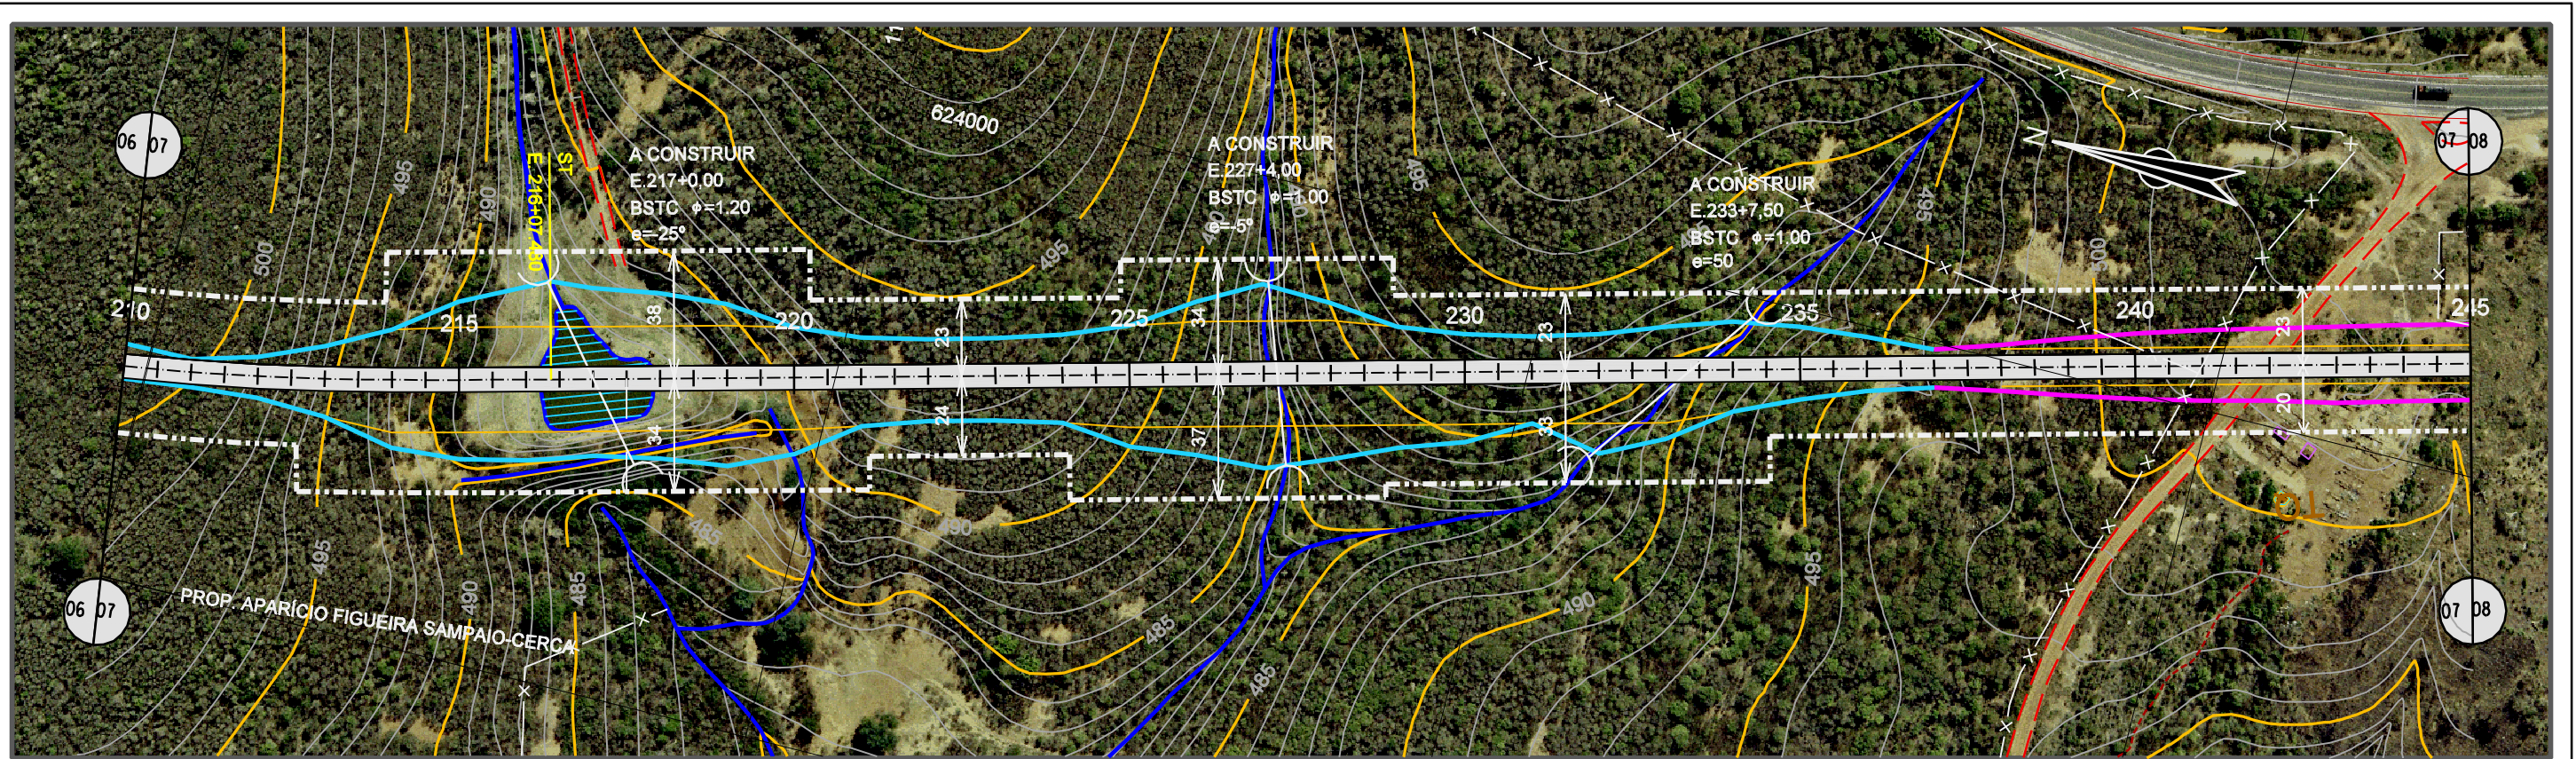 624000
06 07
07 08
N
A CONSTRUIR
E.217+0,00
BSTC ϕ=1.20
e=-25°
A CONSTRUIR
E.227+4,00
BSTC ϕ=1.00
e=-5°
A CONSTRUIR
E.233+7,50
BSTC ϕ=1.00
e=50
ST
495
490
500
495
495
495
500
210
215
220
225
230
235
240
245
38
23
34
23
23
34
24
37
33
20
485
490
495
490
485
485
490
495
485
06 07
07 08
PROP. APARÍCIO FIGUEIRA SAMPAIO-CERCA